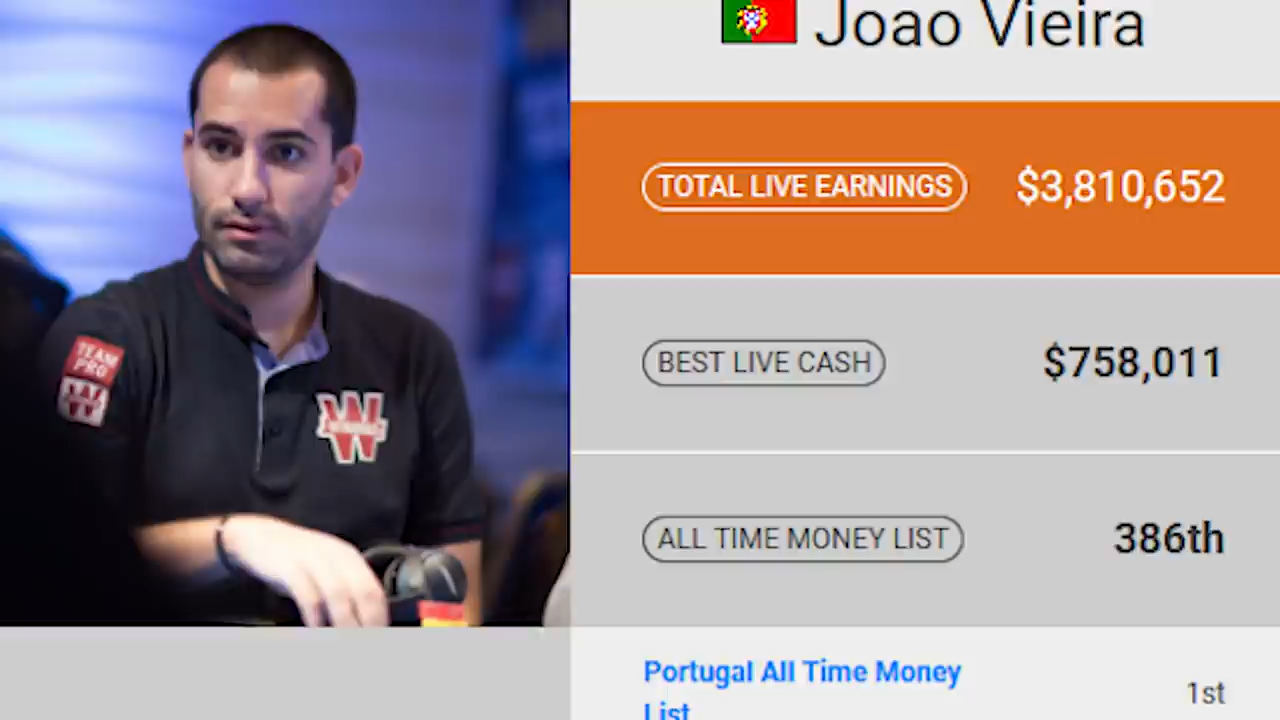 Joao Vieira
TOTAL LIVE EARNINGS $3,810,652
BEST LIVE CASH $758,011
ALL TIME MONEY LIST 386th
Portugal All Time Money
List
1st
TEAM
PRO
W
W